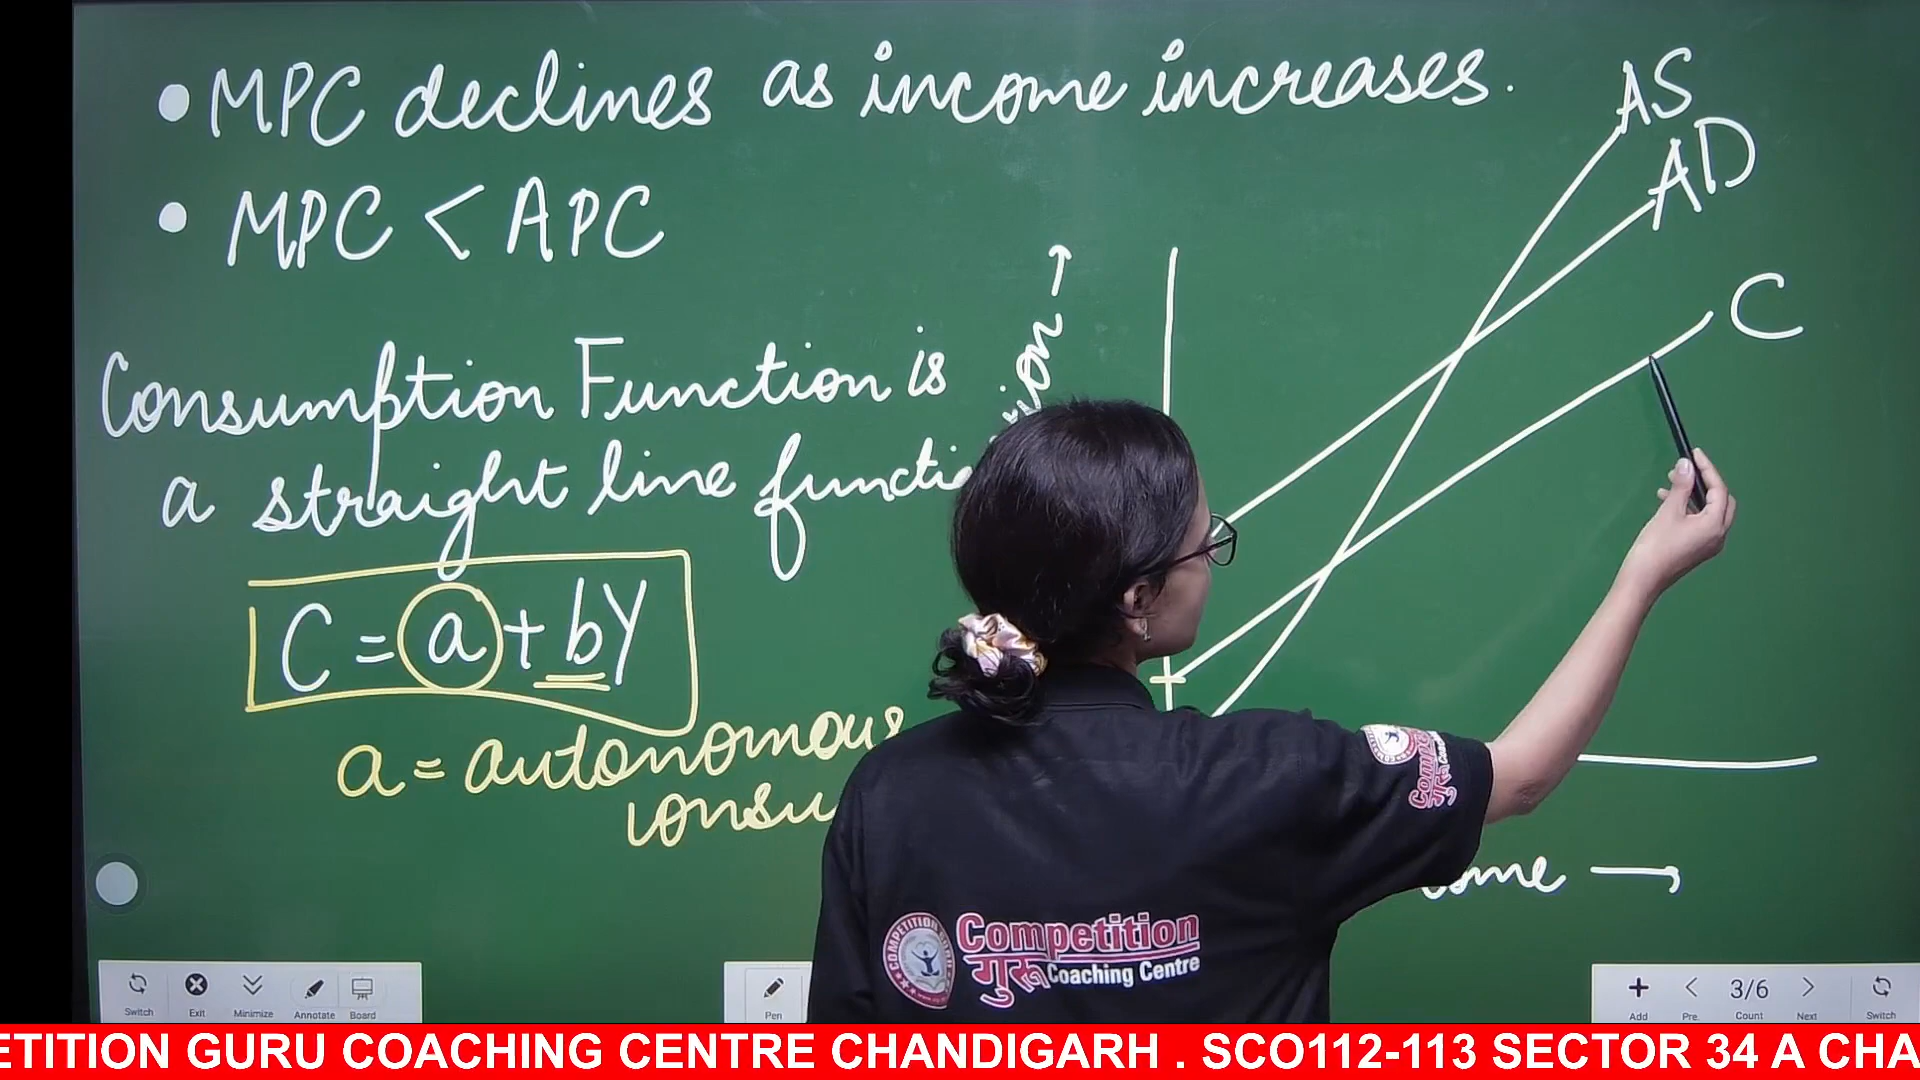 • MPC declines as income increases.
• MPC < APC
Consumption Function is
a straight line
C = a + bY
a = autonomous
AS
AD
C
Competition
गुरू Coaching Centre
COMPETITION GURU
Switch
Exit
Minimize
Annotate
Board
Pen
Add
Pre.
3/6
Count
Next
Switch
ETITION GURU COACHING CENTRE CHANDIGARH . SCO112-113 SECTOR 34 A CHA